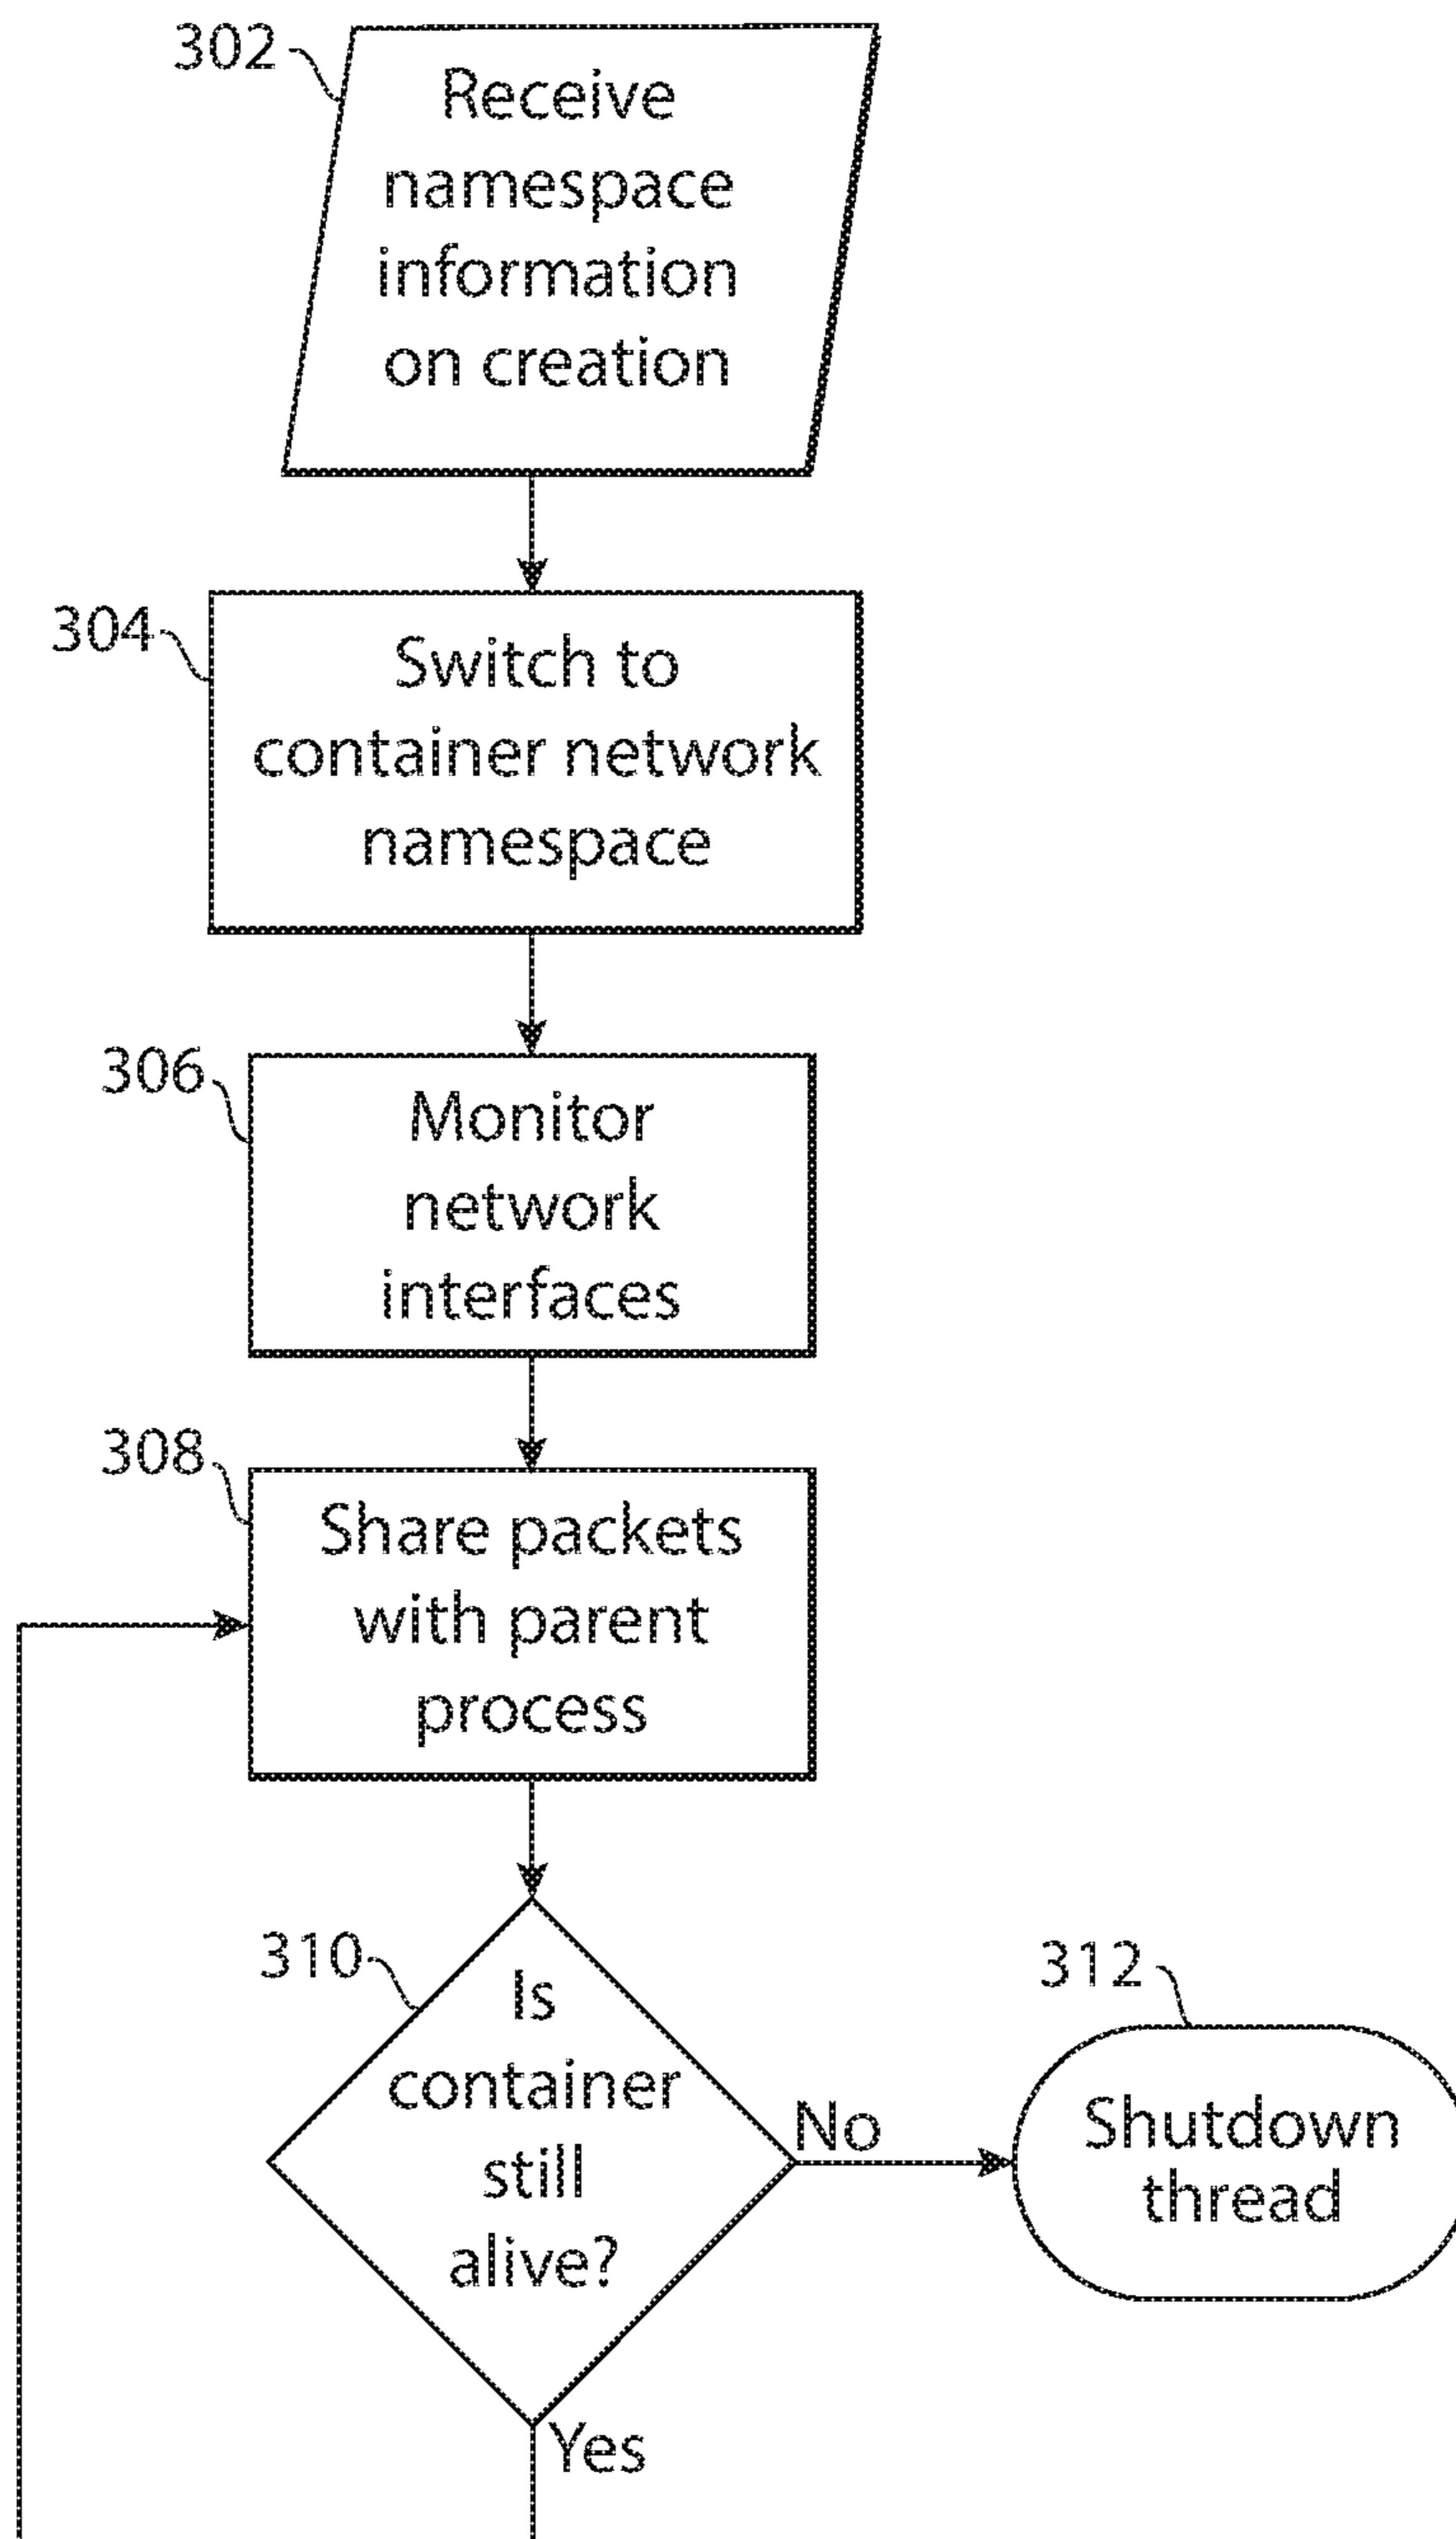 302
Receive
namespace
information
on creation
304
Switch to
container network
namespace
306
Monitor
network
interfaces
308
Share packets
with parent
process
310
Is
container
still
alive?
No
312
Shutdown
thread
Yes